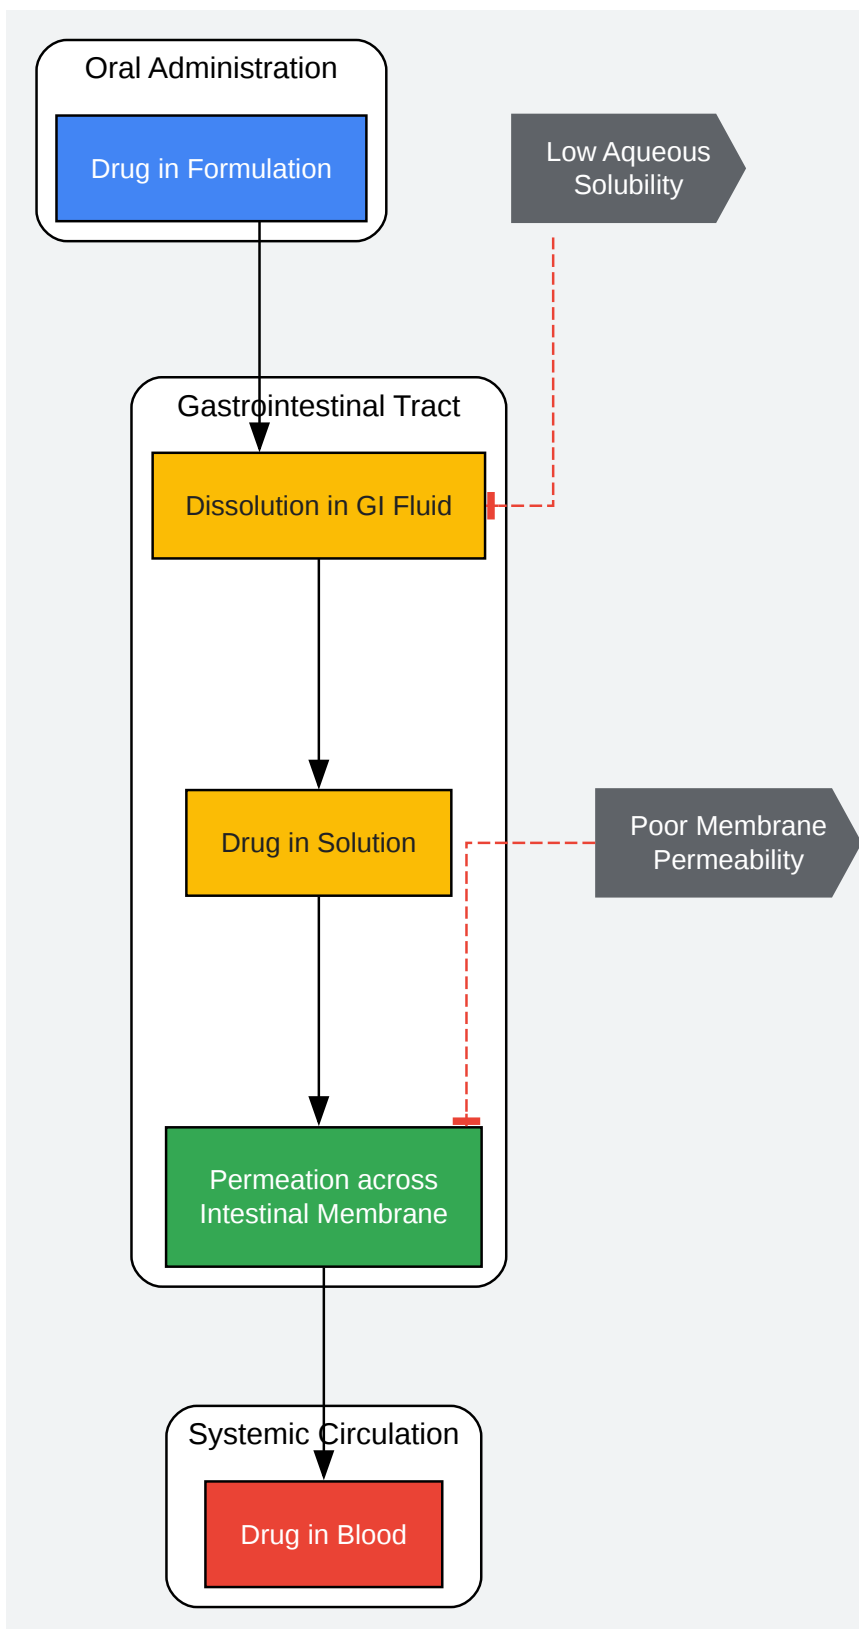 Oral Administration
Drug in Formulation
Low Aqueous
Solubility
Gastrointestinal Tract
Dissolution in GI Fluid
Drug in Solution
Poor Membrane
Permeability
Permeation across
Intestinal Membrane
Systemic Circulation
Drug in Blood